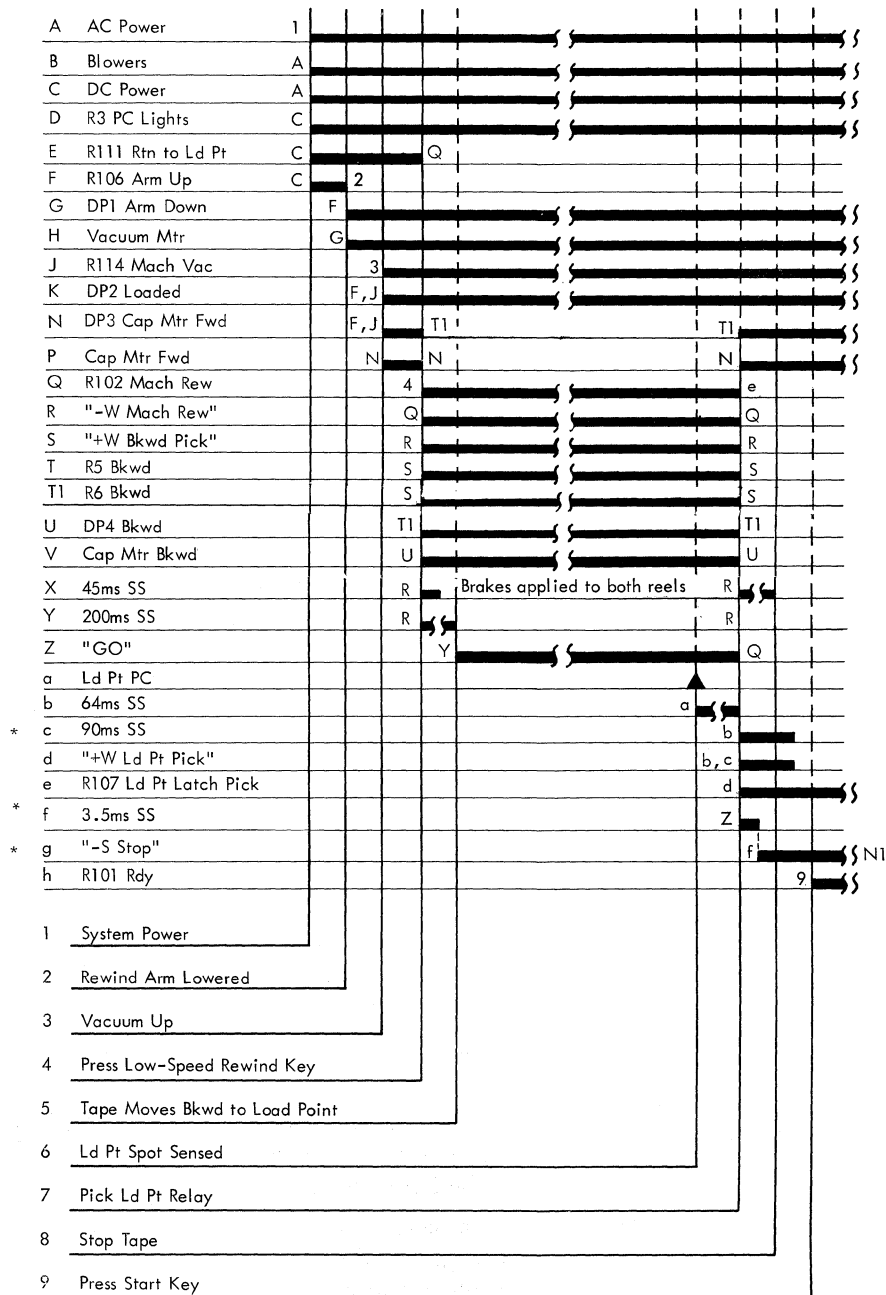 A AC Power 1
B Blowers A
C DC Power A
D R3 PC Lights C
E R111 Rtn to Ld Pt C Q
F R106 Arm Up C 2
G DP1 Arm Down F
H Vacuum Mtr G
J R114 Mach Vac 3
K DP2 Loaded F,J
N DP3 Cap Mtr Fwd F,J T1 T1
P Cap Mtr Fwd N N N
Q R102 Mach Rew 4 e
R "-W Mach Rew" Q Q
S "+W Bkwd Pick" R R
T R5 Bkwd S S
T1 R6 Bkwd S S
U DP4 Bkwd T1 T1
V Cap Mtr Bkwd U U
X 45ms SS R Brakes applied to both reels R
Y 200ms SS R R
Z "GO" Y Q
a Ld Pt PC
b 64ms SS a
* c 90ms SS b
d "+W Ld Pt Pick" b,c
e R107 Ld Pt Latch Pick d
* f 3.5ms SS Z
* g "-S Stop" f N1
h R101 Rdy 9
1 System Power
2 Rewind Arm Lowered
3 Vacuum Up
4 Press Low-Speed Rewind Key
5 Tape Moves Bkwd to Load Point
6 Ld Pt Spot Sensed
7 Pick Ld Pt Relay
8 Stop Tape
9 Press Start Key